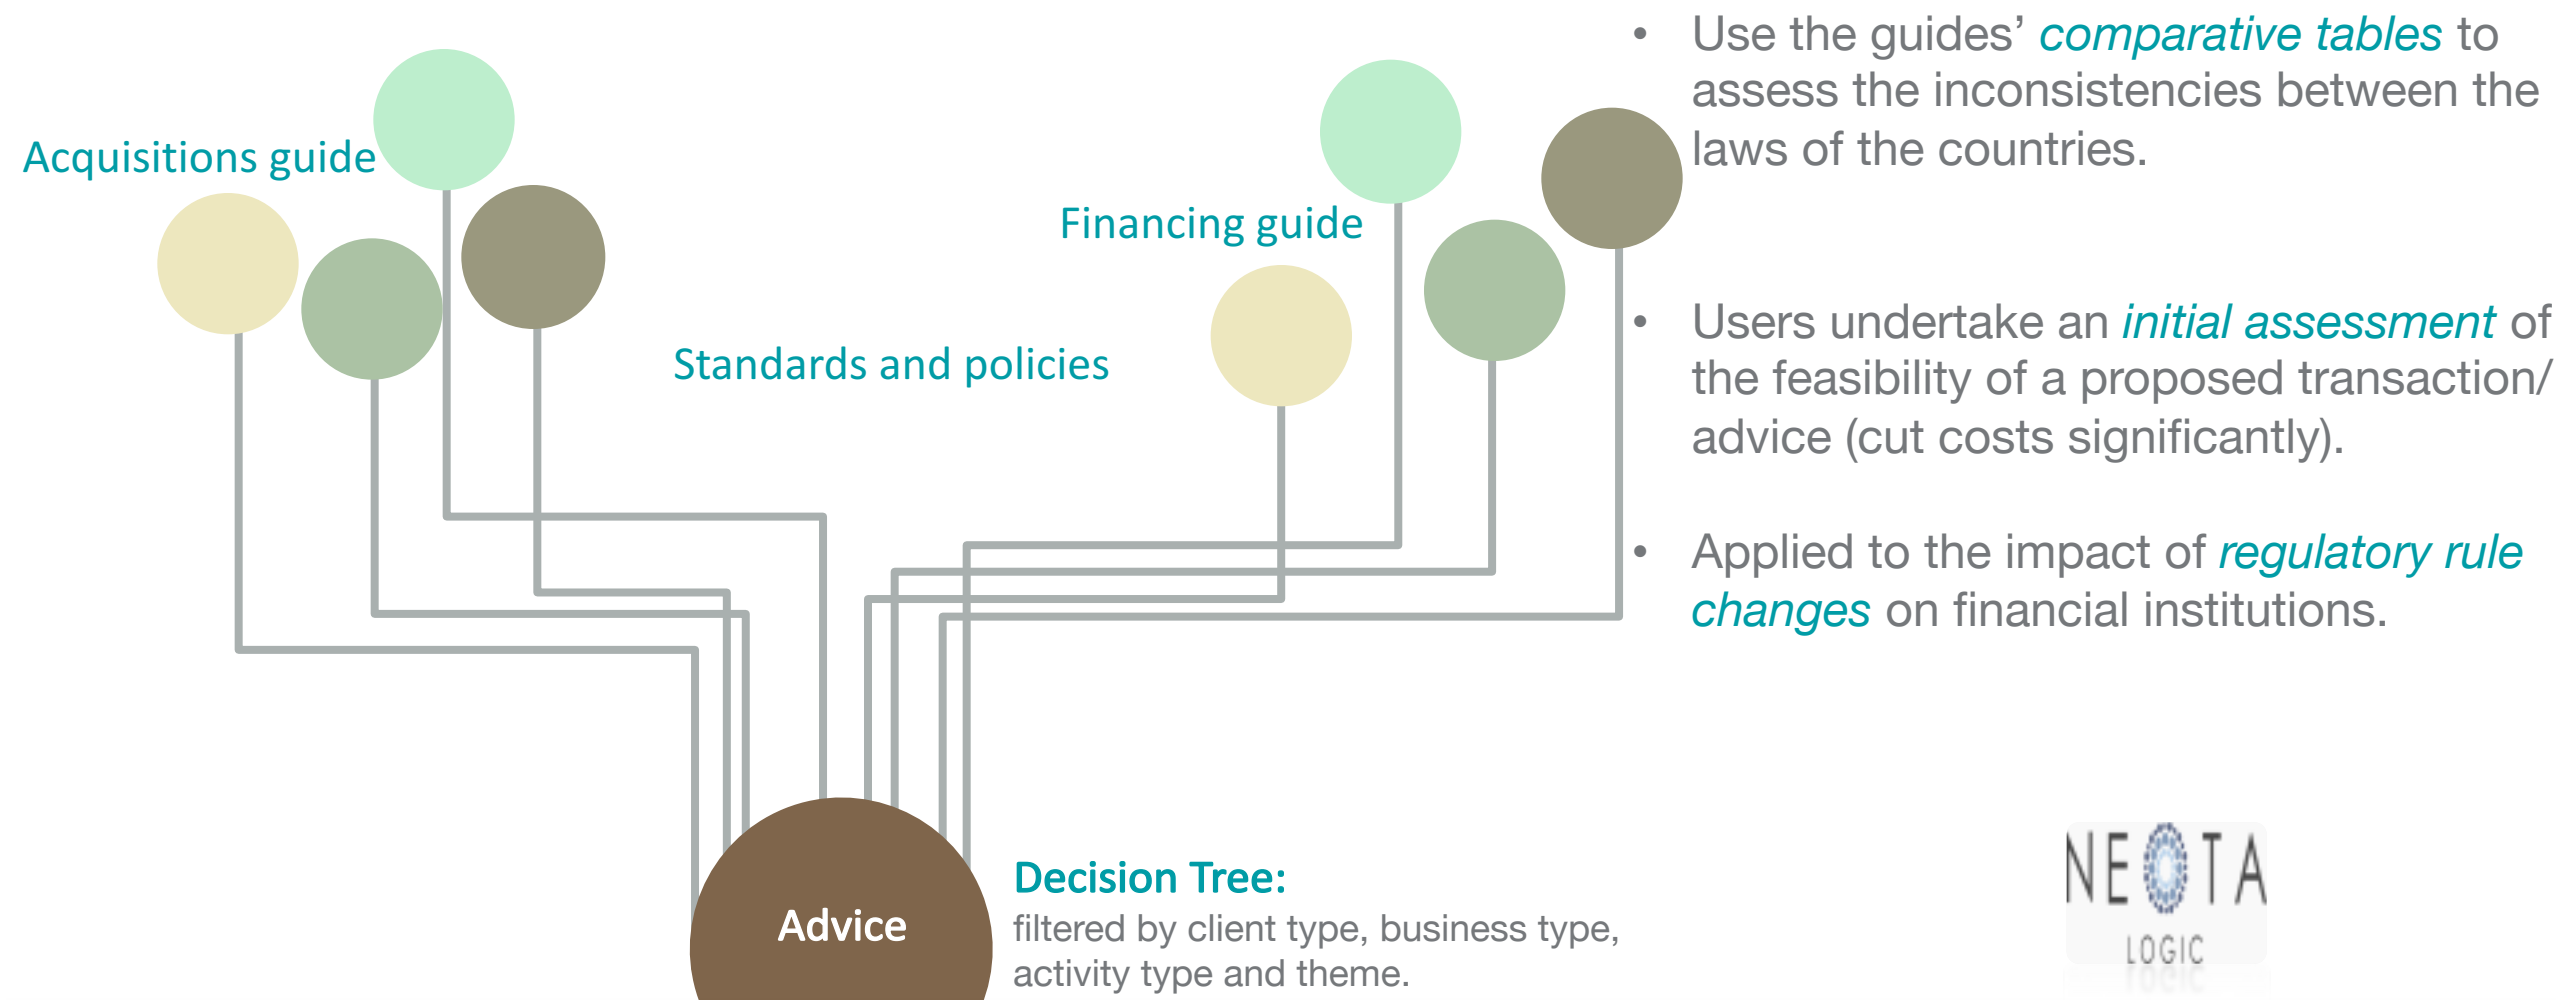 Acquisitions guide
Financing guide
Standards and policies
Advice
Decision Tree:
filtered by client type, business type,
activity type and theme.
• Use the guides’ comparative tables to
assess the inconsistencies between the
laws of the countries.
• Users undertake an initial assessment of
the feasibility of a proposed transaction/
advice (cut costs significantly).
• Applied to the impact of regulatory rule
changes on financial institutions.
NEOTA
LOGIC